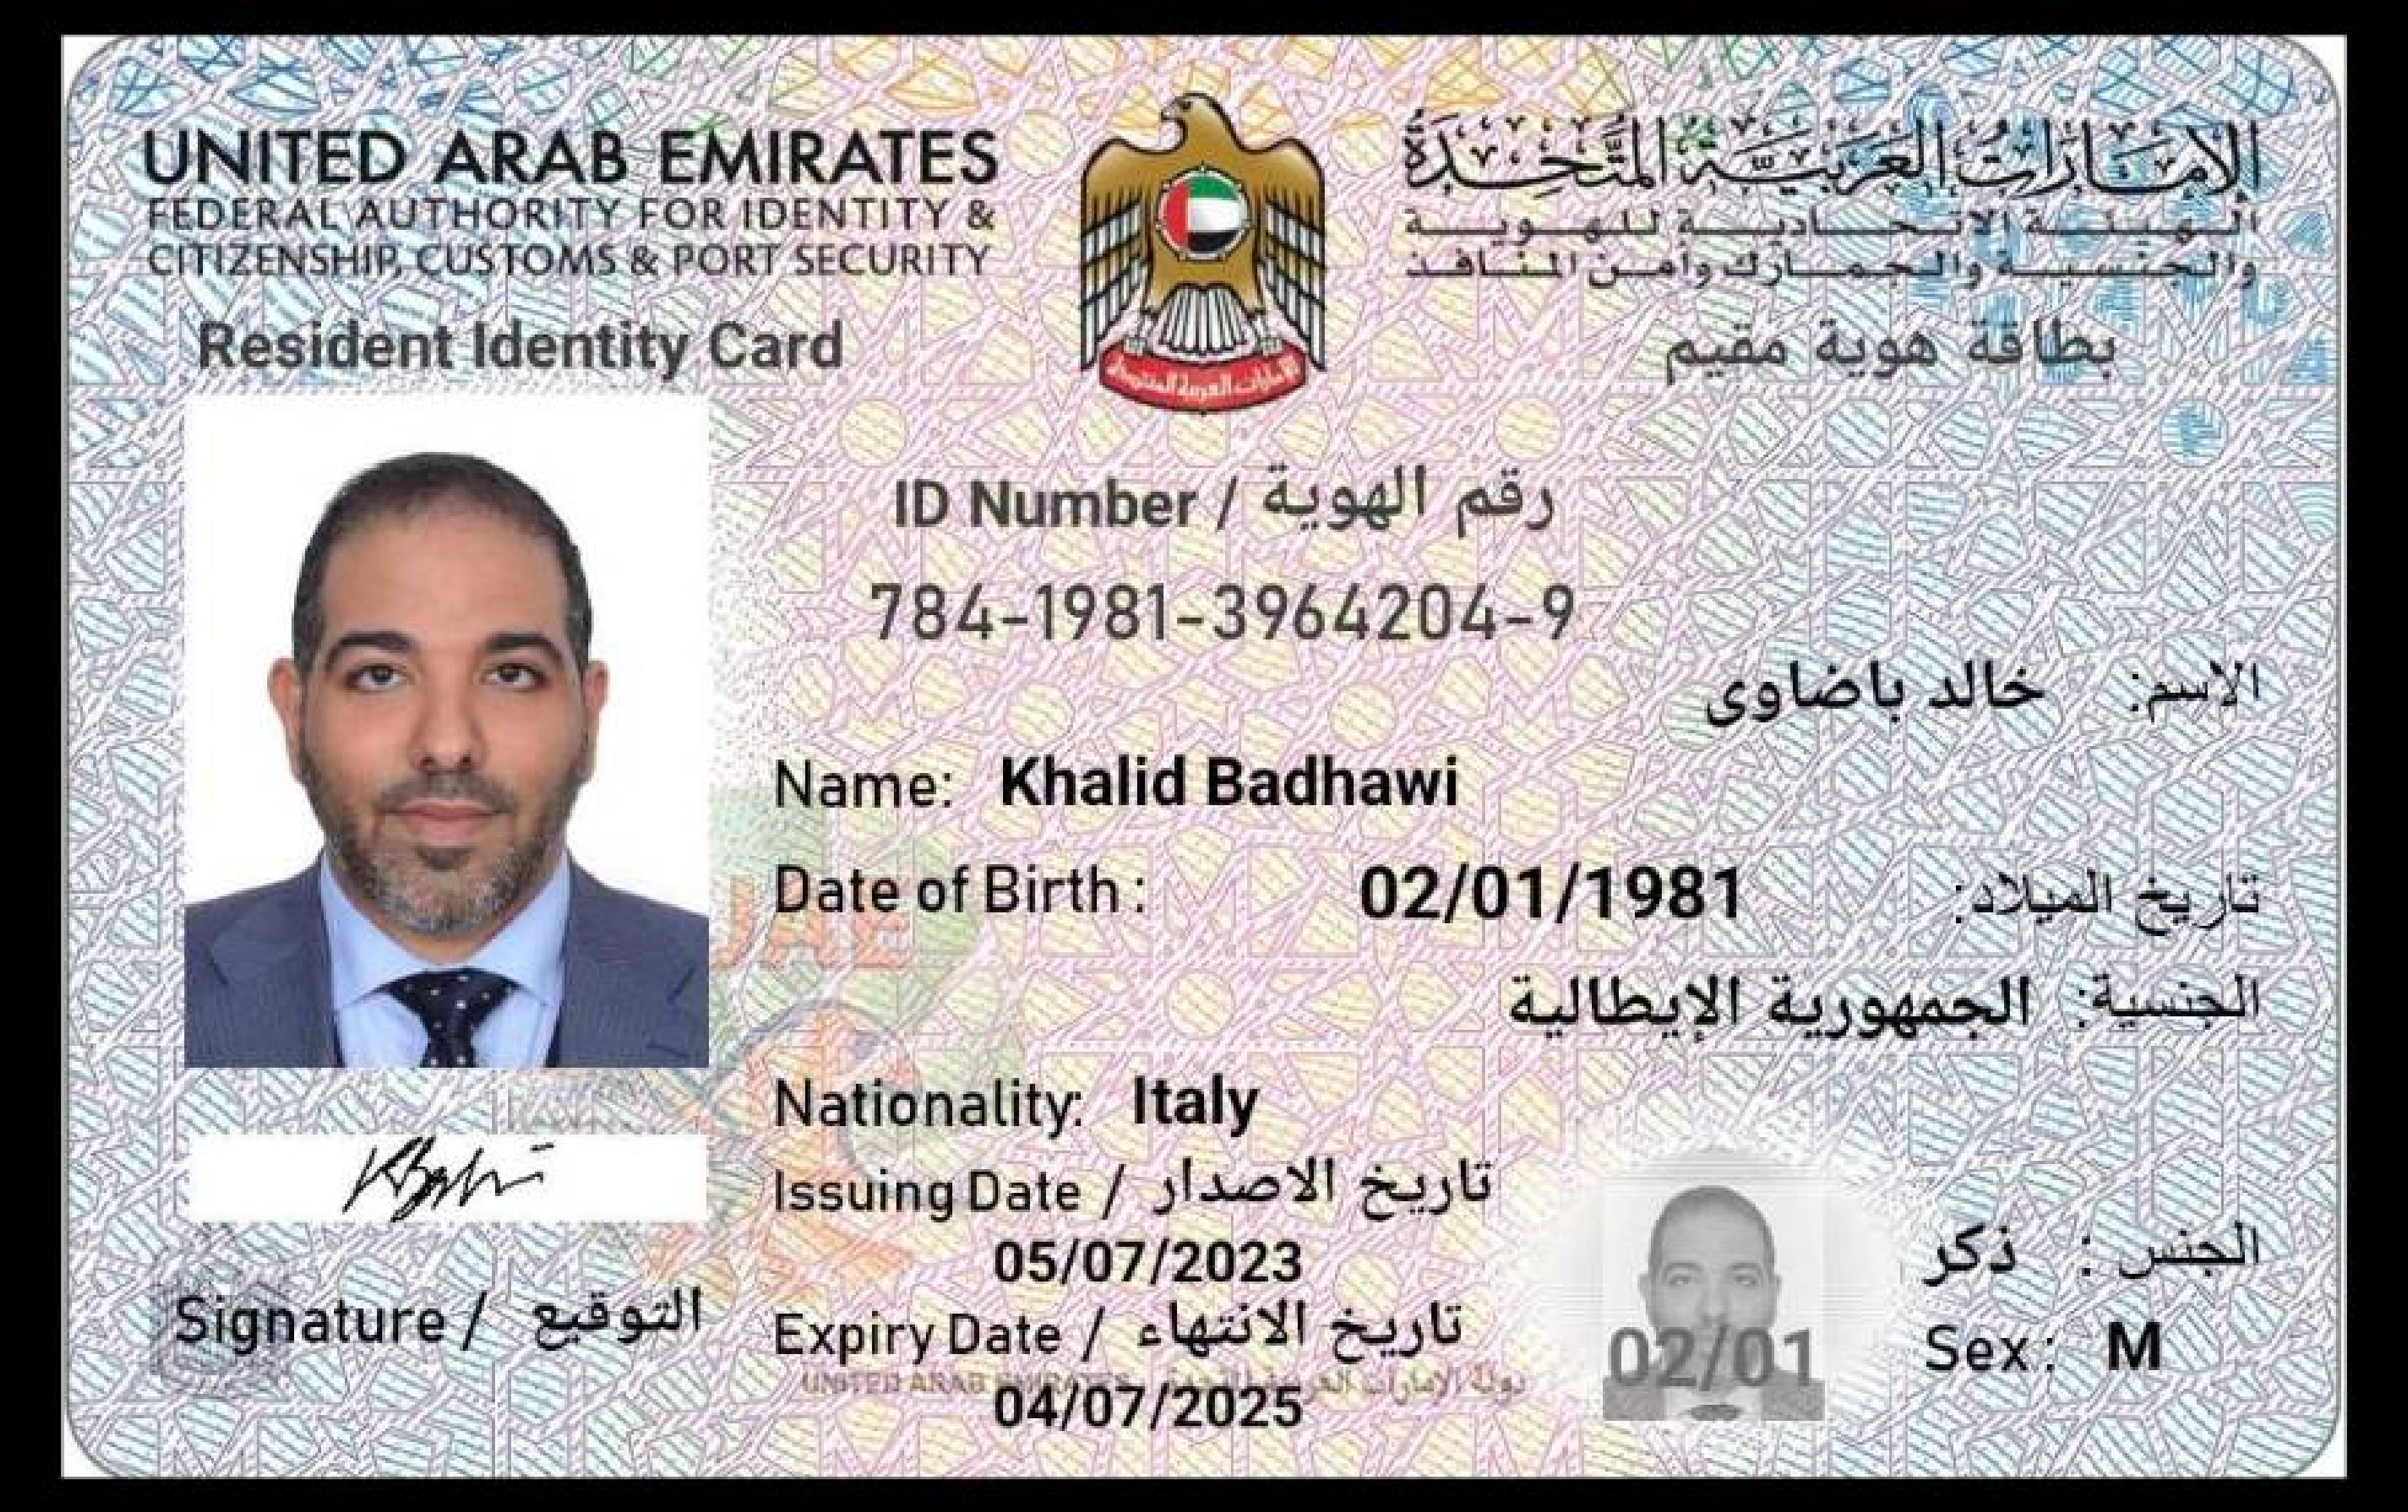 UNITED ARAB EMIRATES
FEDERAL AUTHORITY FOR IDENTITY &
CITIZENSHIP, CUSTOMS & PORT SECURITY
Resident Identity Card
الإمارات العربية المتحدة
الهيئة الاتحادية للهوية
والجنسية والجمارك وأمن المنافذ
بطاقة هوية مقيم
الإمارات العربية المتحدة
ID Number / رقم الهوية
784-1981-3964204-9
الاسم: خالد باضاوى
Name: Khalid Badhawi
Date of Birth : 02/01/1981 تاريخ الميلاد:
UAE
الجنسية: الجمهورية الإيطالية
Nationality: Italy
Issuing Date / تاريخ الاصدار
05/07/2023
الجنس : ذكر
Signature / التوقيع
Expiry Date / تاريخ الانتهاء
02/01
Sex: M
UNITED ARAB EMIRATES دولة الإمارات العربية المتحدة
04/07/2025